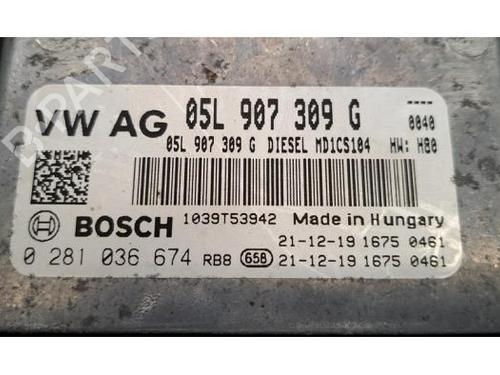 VW AG 05L 907 309 G ---- 0040
05L 907 309 G DIESEL MD1CS104 HW: H80
BOSCH 1039T53942 Made in Hungary
21-12-19 1675 0461
0 281 036 674 RB8 658 21-12-19 1675 0461
B-PARTS